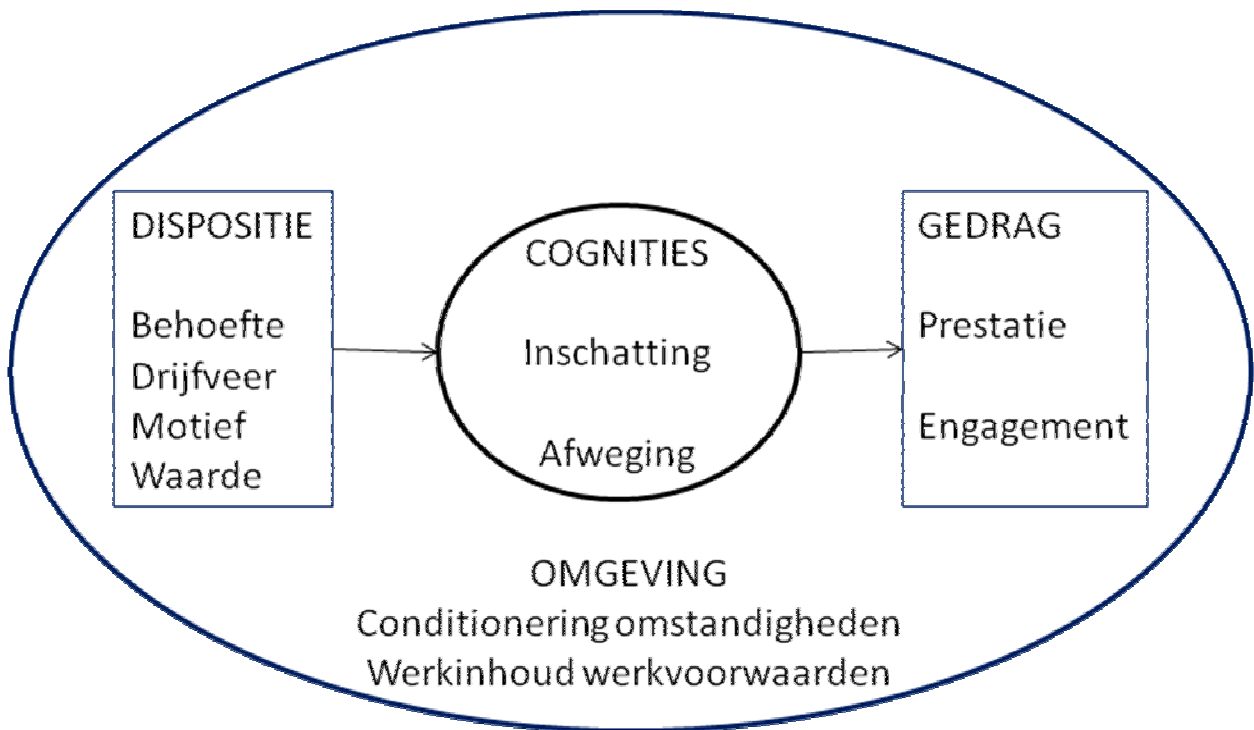 DISPOSITIE
Behoefte
Drijfveer
Motief
Waarde
COGNITIES
Inschatting
Afweging
GEDRAG
Prestatie
Engagement
OMGEVING
Conditionering omstandigheden
Werkinhoud werkvoorwaarden